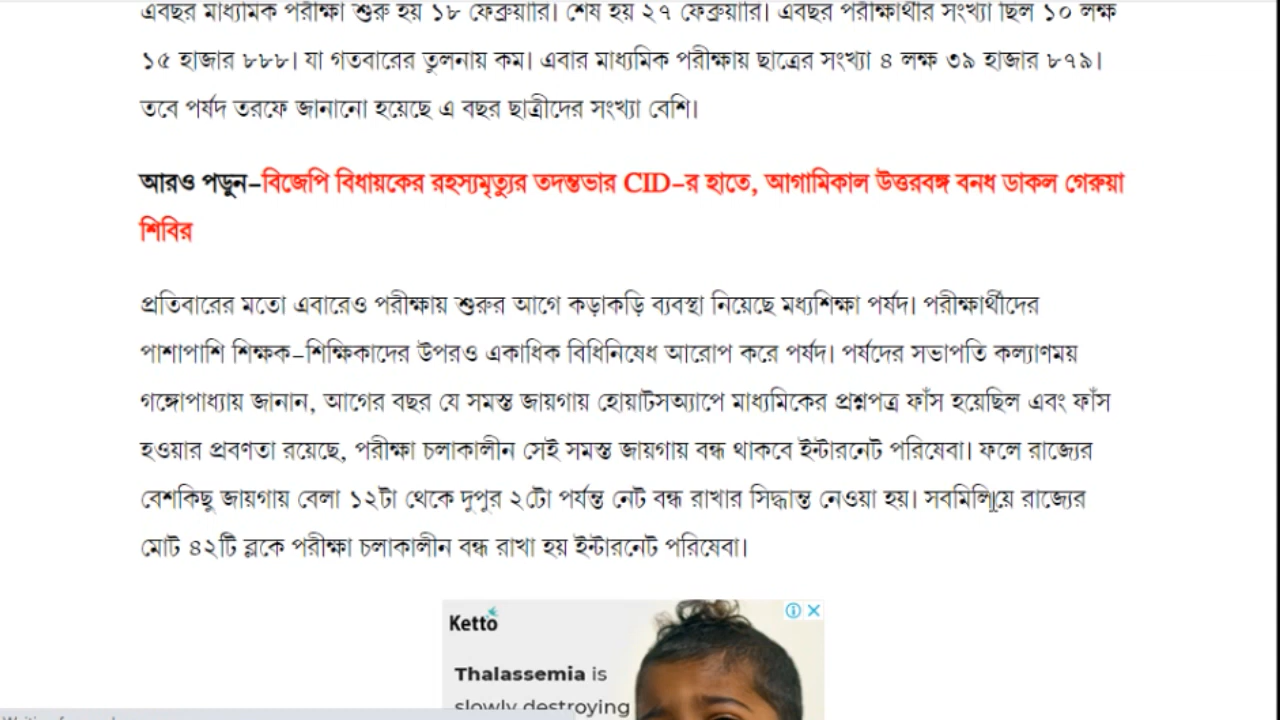 এবছর মাধ্যমিক পরীক্ষা শুরু হয় ১৮ ফেব্রুয়ারি। শেষ হয় ২৭ ফেব্রুয়ারি। এবছর পরীক্ষার্থীর সংখ্যা ছিল ১০ লক্ষ
১৫ হাজার ৮৮৮। যা গতবারের তুলনায় কম। এবার মাধ্যমিক পরীক্ষায় ছাত্রের সংখ্যা ৪ লক্ষ ৩৯ হাজার ৮৭৯।
তবে পর্ষদ তরফে জানানো হয়েছে এ বছর ছাত্রীদের সংখ্যা বেশি।
আরও পড়ুন-বিজেপি বিধায়কের রহস্যমৃত্যুর তদন্তভার CID-র হাতে, আগামিকাল উত্তরবঙ্গ বনধ ডাকল গেরুয়া
শিবির
প্রতিবারের মতো এবারেও পরীক্ষায় শুরুর আগে কড়াকড়ি ব্যবস্থা নিয়েছে মধ্যশিক্ষা পর্ষদ। পরীক্ষার্থীদের
পাশাপাশি শিক্ষক-শিক্ষিকাদের উপরও একাধিক বিধিনিষেধ আরোপ করে পর্ষদ। পর্ষদের সভাপতি কল্যাণময়
গঙ্গোপাধ্যায় জানান, আগের বছর যে সমস্ত জায়গায় হোয়াটসঅ্যাপে মাধ্যমিকের প্রশ্নপত্র ফাঁস হয়েছিল এবং ফাঁস
হওয়ার প্রবণতা রয়েছে, পরীক্ষা চলাকালীন সেই সমস্ত জায়গায় বন্ধ থাকবে ইন্টারনেট পরিষেবা। ফলে রাজ্যের
বেশকিছু জায়গায় বেলা ১২টা থেকে দুপুর ২টো পর্যন্ত নেট বন্ধ রাখার সিদ্ধান্ত নেওয়া হয়। সবমিলিয়ে রাজ্যের
মোট ৪২টি ব্লকে পরীক্ষা চলাকালীন বন্ধ রাখা হয় ইন্টারনেট পরিষেবা।
Ketto
Thalassemia is
slowly destroying